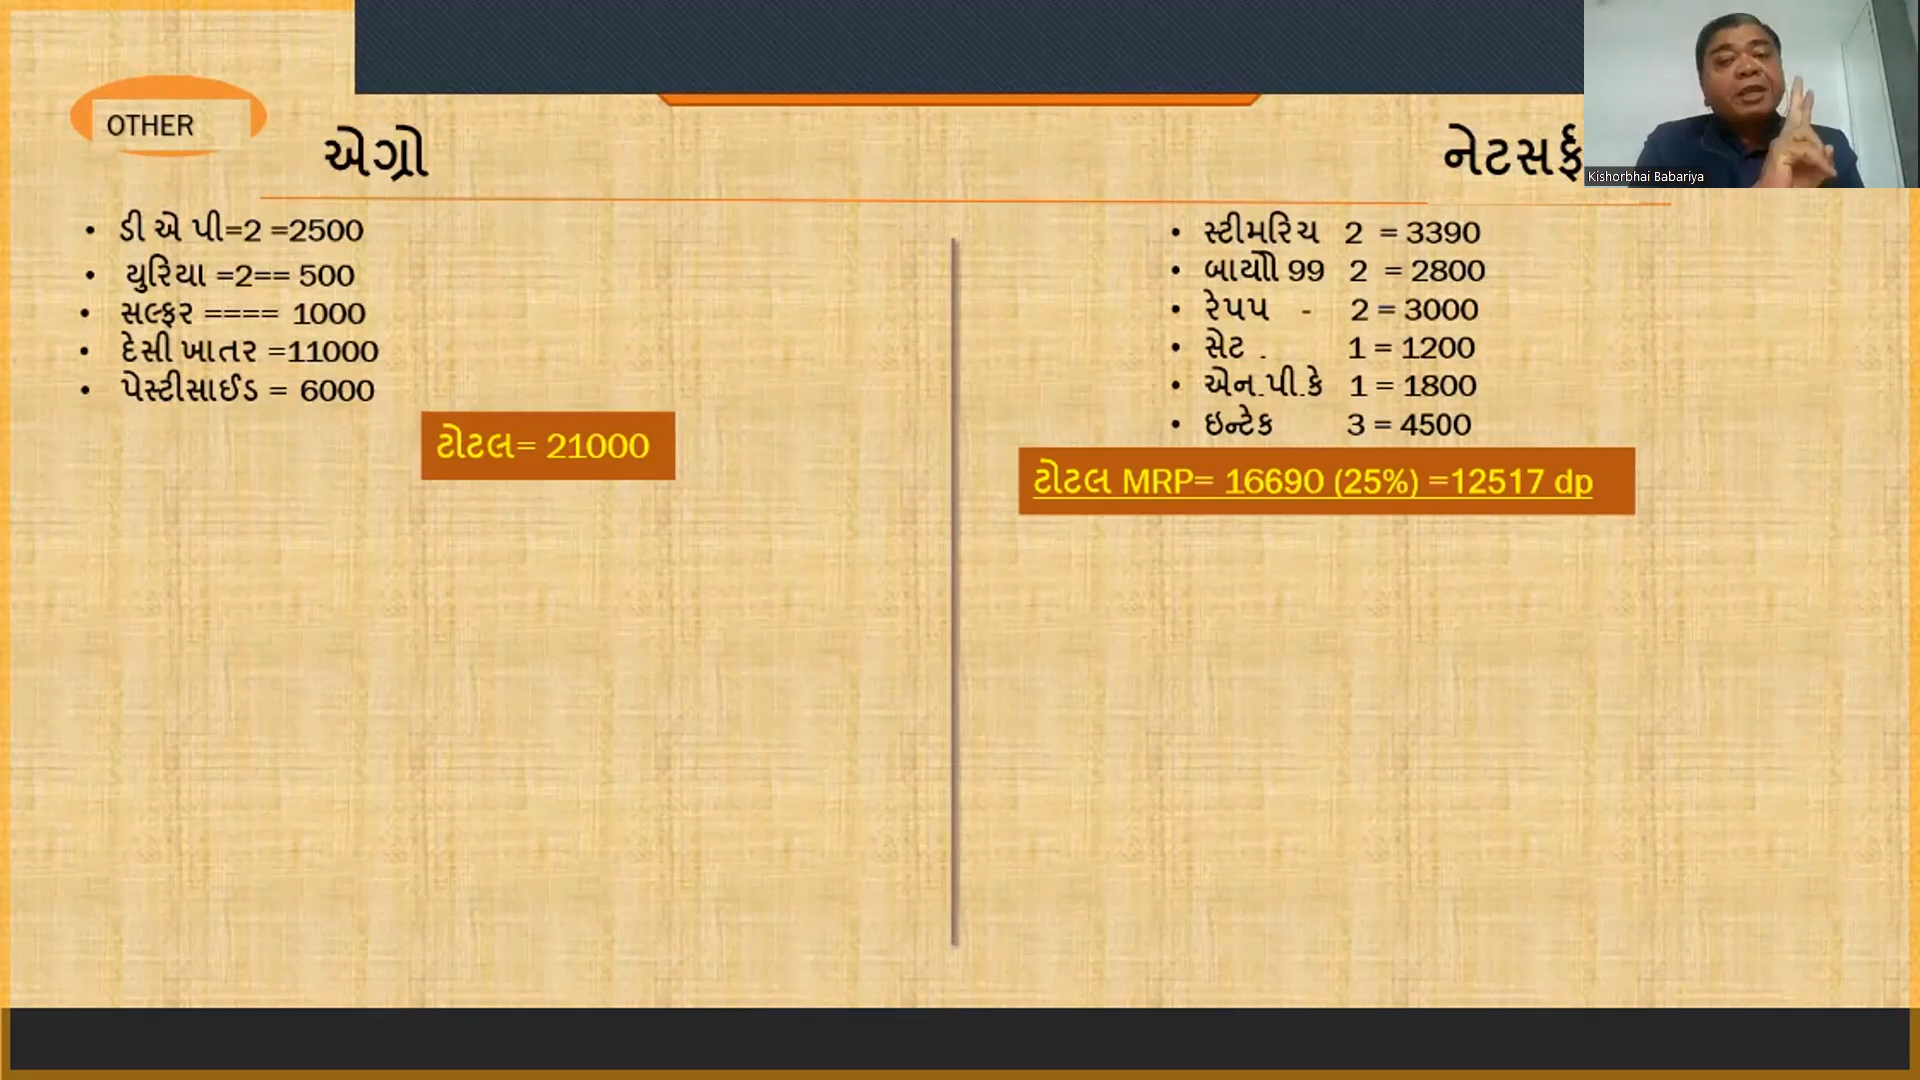 OTHER
એગ્રો
નેટસર્ફ
Kishorbhai Babariya
• ડી એ પી=2 =2500
• યુરિયા =2== 500
• સલ્ફર ==== 1000
• દેસી ખાતર =11000
• પેસ્ટીસાઈડ = 6000
ટોટલ= 21000
• સ્ટીમરિચ 2 = 3390
• બાયોૌ 99 2 = 2800
• રેપપ - 2 = 3000
• સેટ . 1 = 1200
• એન.પી.કે 1 = 1800
• ઇન્ટેક 3 = 4500
ટોટલ MRP= 16690 (25%) =12517 dp